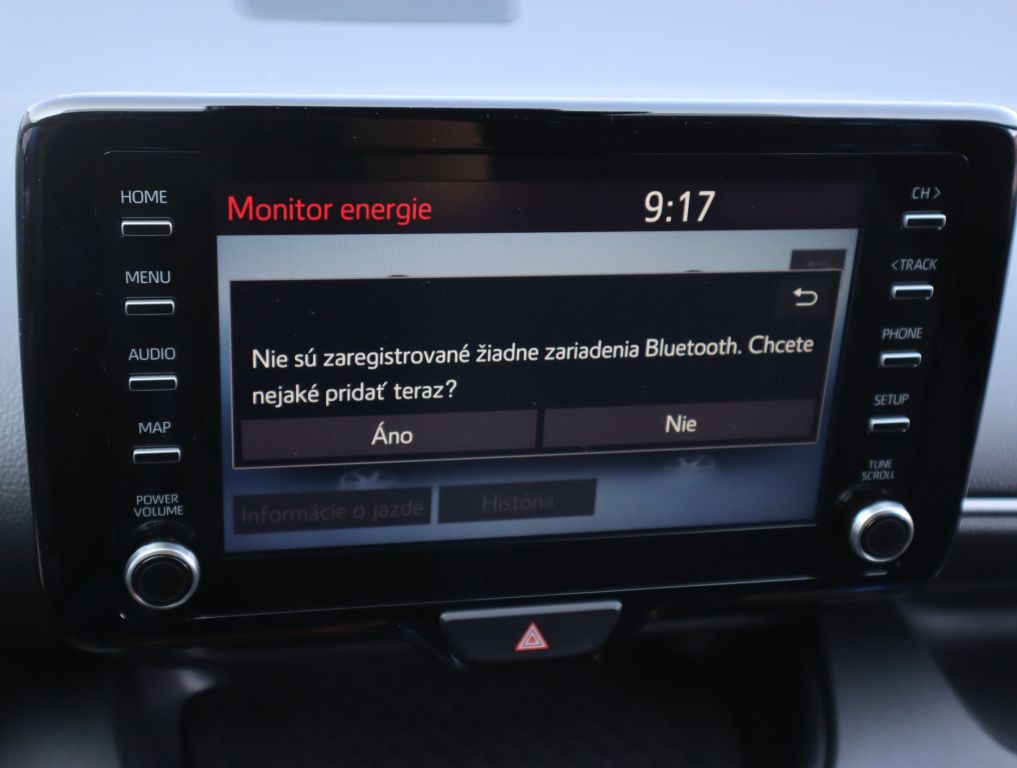 HOME
MENU
AUDIO
MAP
POWER
VOLUME
Monitor energie
9:17
Nie sú zaregistrované žiadne zariadenia Bluetooth. Chcete
nejaké pridať teraz?
Áno
Nie
Informácie o jazde
História
CH >
< TRACK
PHONE
SETUP
TUNE
SCROLL